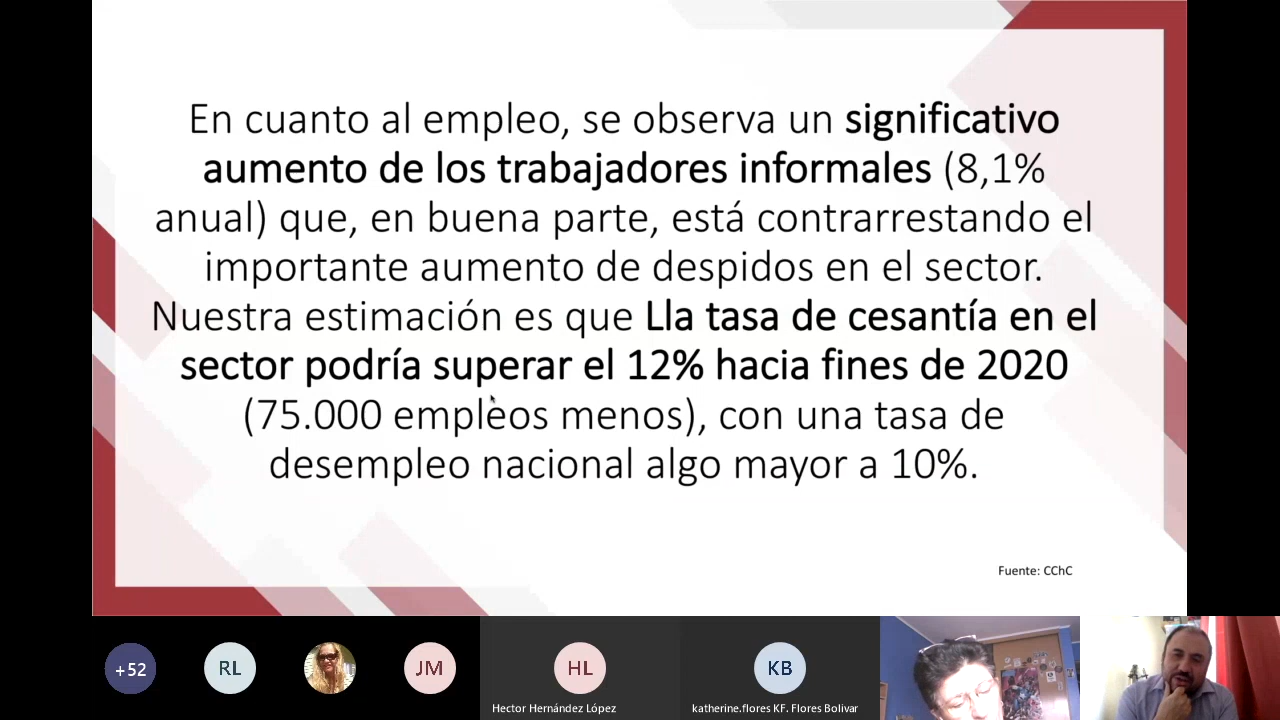 En cuanto al empleo, se observa un significativo
aumento de los trabajadores informales (8,1%
anual) que, en buena parte, está contrarrestando el
importante aumento de despidos en el sector.
Nuestra estimación es que Lla tasa de cesantía en el
sector podría superar el 12% hacia fines de 2020
(75.000 empleos menos), con una tasa de
desempleo nacional algo mayor a 10%.
Fuente: CChC
+52
RL
JM
HL
KB
Hector Hernández López
katherine.flores KF. Flores Bolivar